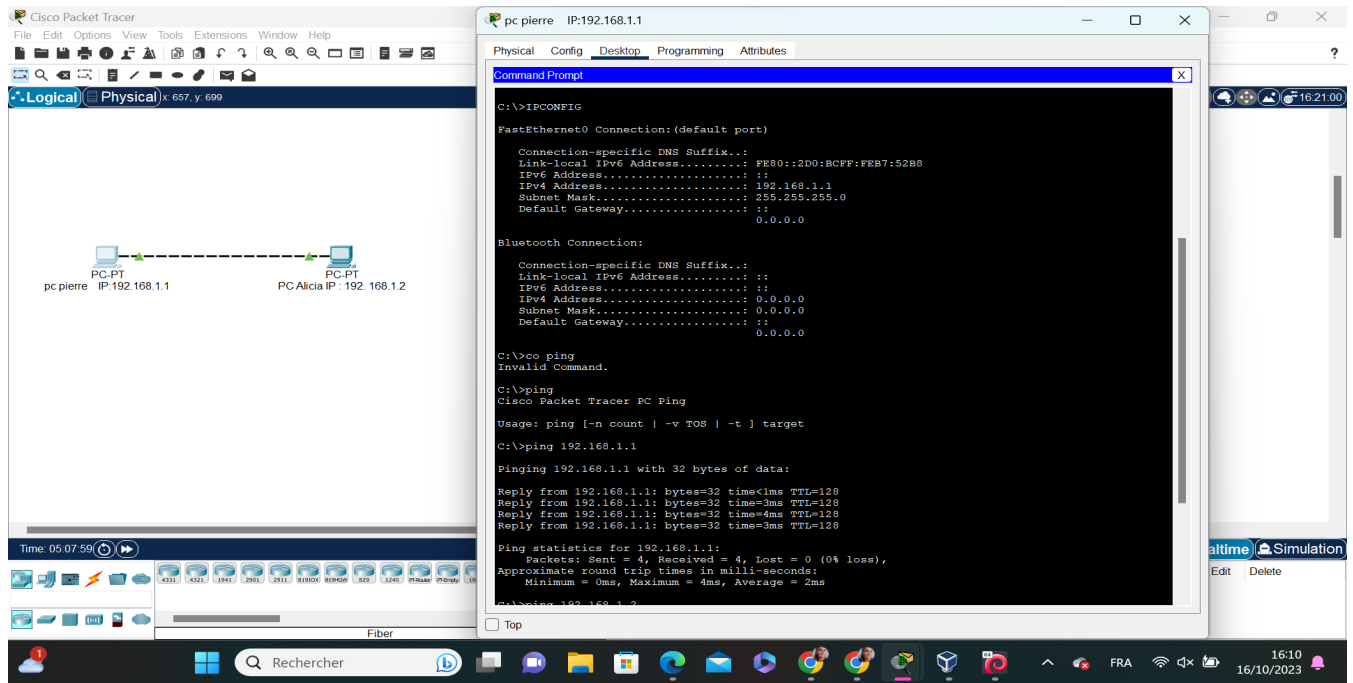 Cisco Packet Tracer
File Edit Options View Tools Extensions Window Help
Logical Physical x: 657, y: 699
PC-PT
pc pierre IP:192.168.1.1
PC-PT
PC Alicia IP : 192. 168.1.2
pc pierre IP:192.168.1.1
Physical Config Desktop Programming Attributes
Command Prompt X
C:\>IPCONFIG
FastEthernet0 Connection:(default port)
Connection-specific DNS Suffix..:
Link-local IPv6 Address.........: FE80::2D0:BCFF:FEB7:52B8
IPv6 Address....................: ::
IPv4 Address....................: 192.168.1.1
Subnet Mask.....................: 255.255.255.0
Default Gateway.................: ::
0.0.0.0
Bluetooth Connection:
Connection-specific DNS Suffix..:
Link-local IPv6 Address.........: ::
IPv6 Address....................: ::
IPv4 Address....................: 0.0.0.0
Subnet Mask.....................: 0.0.0.0
Default Gateway.................: ::
0.0.0.0
C:\>co ping
Invalid Command.
C:\>ping
Cisco Packet Tracer PC Ping
Usage: ping [-n count | -v TOS | -t ] target
C:\>ping 192.168.1.1
Pinging 192.168.1.1 with 32 bytes of data:
Reply from 192.168.1.1: bytes=32 time<1ms TTL=128
Reply from 192.168.1.1: bytes=32 time=3ms TTL=128
Reply from 192.168.1.1: bytes=32 time=4ms TTL=128
Reply from 192.168.1.1: bytes=32 time=3ms TTL=128
Ping statistics for 192.168.1.1:
Packets: Sent = 4, Received = 4, Lost = 0 (0% loss),
Approximate round trip times in milli-seconds:
Minimum = 0ms, Maximum = 4ms, Average = 2ms
C:\>ping 192.168.1.2
Top
?
16:21:00
Time: 05:07:59
altime Simulation
4331 4321 1941 2901 2911 819IOX 819HGW 829 1240 PT-Router PT-Empty
Edit Delete
Fiber
1
Rechercher
64
FRA
16:10
16/10/2023